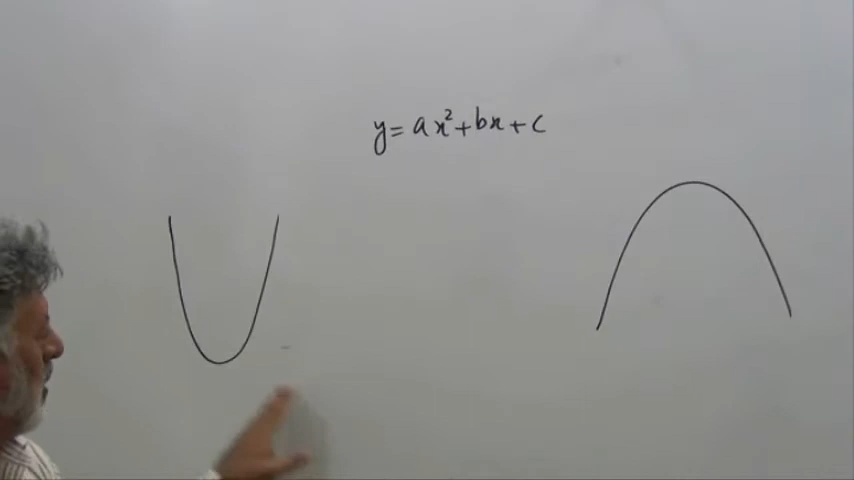 y = ax² + bx + c